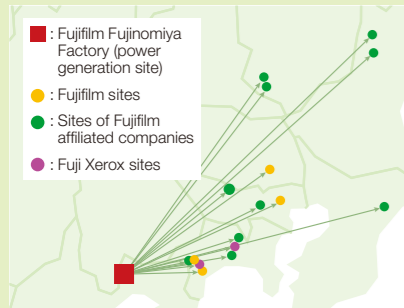 : Fujifilm Fujinomiya
Factory (power
generation site)
: Fujifilm sites
: Sites of Fujifilm
affiliated companies
: Fuji Xerox sites